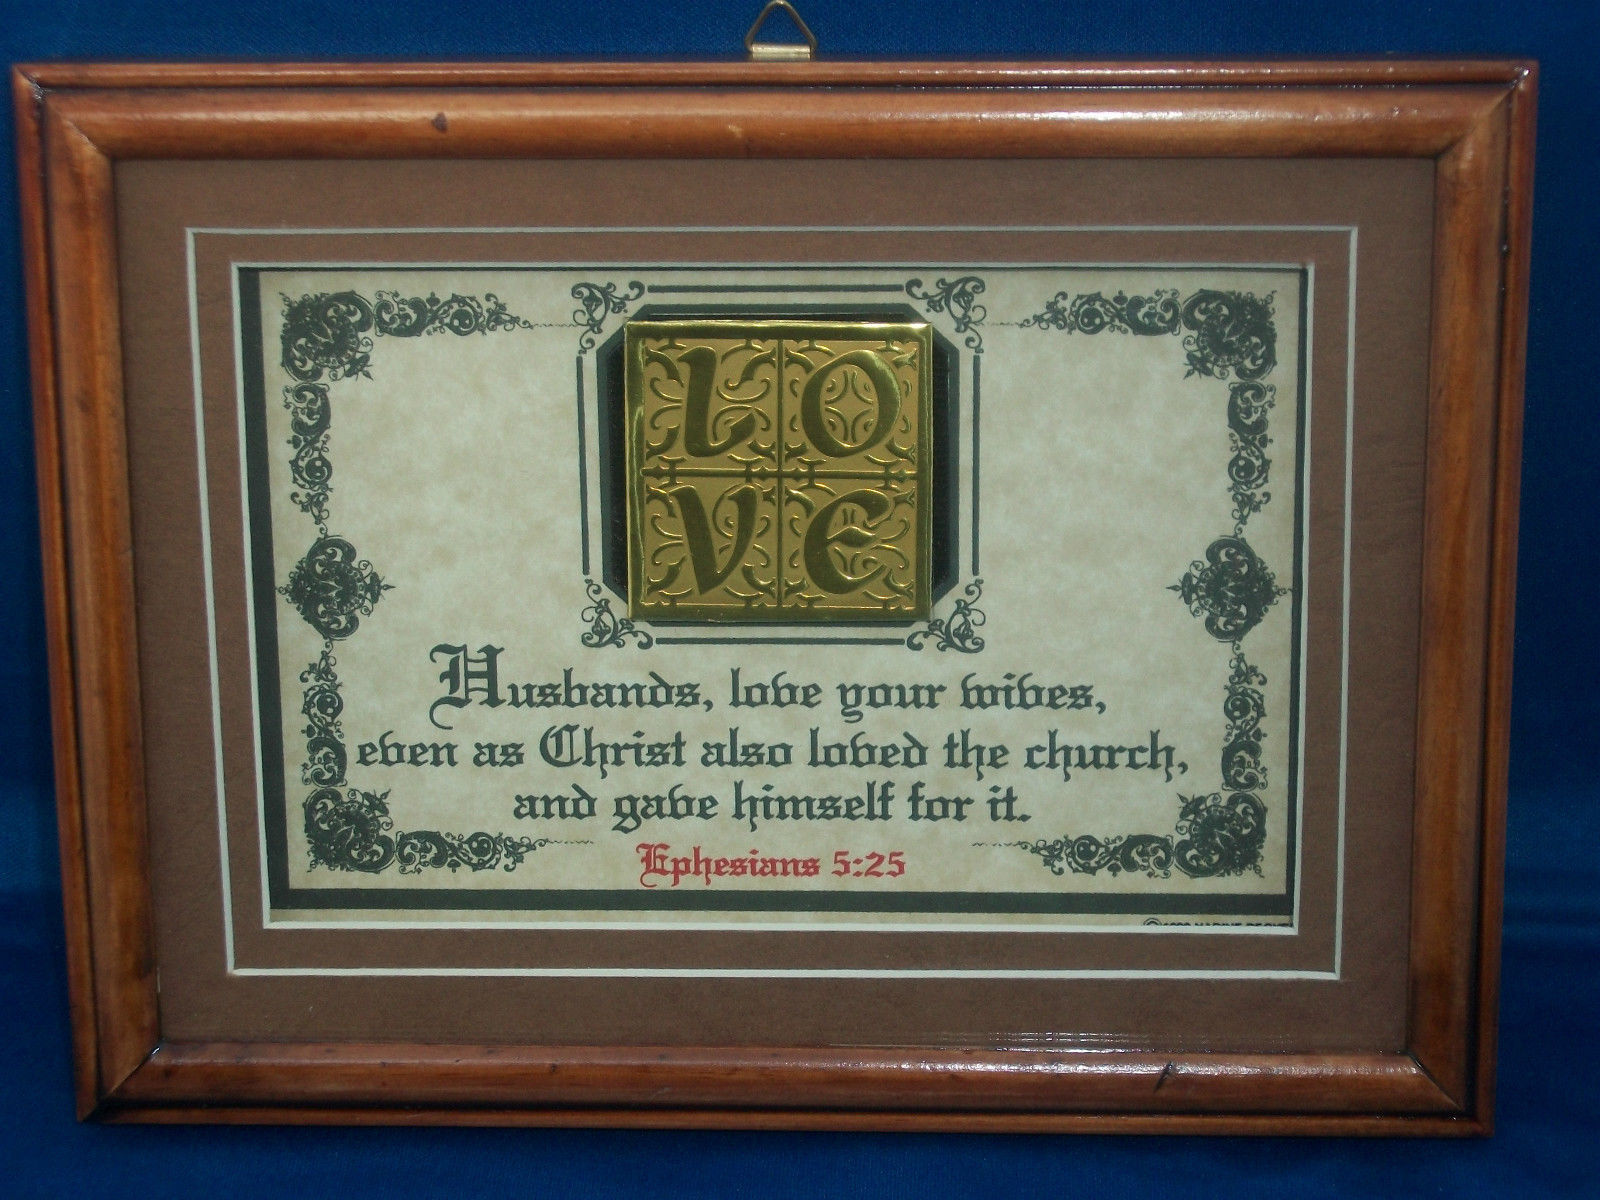 LO
VE
Husbands, love your wives,
even as Christ also loved the church,
and gave himself for it.
Ephesians 5:25